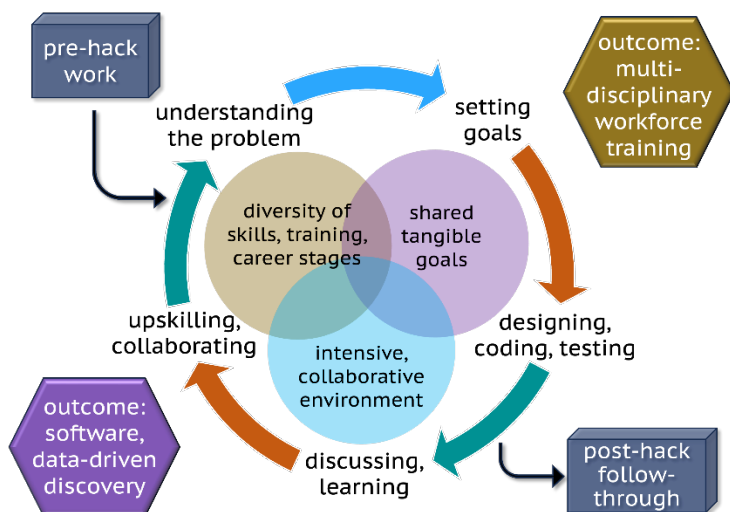 pre-hack
work
outcome:
multi-
disciplinary
workforce
training
understanding
the problem
setting
goals
diversity of
skills, training,
career stages
shared
tangible
goals
upskilling,
collaborating
designing,
coding, testing
intensive,
collaborative
environment
outcome:
software,
data-driven
discovery
discussing,
learning
post-hack
follow-
through